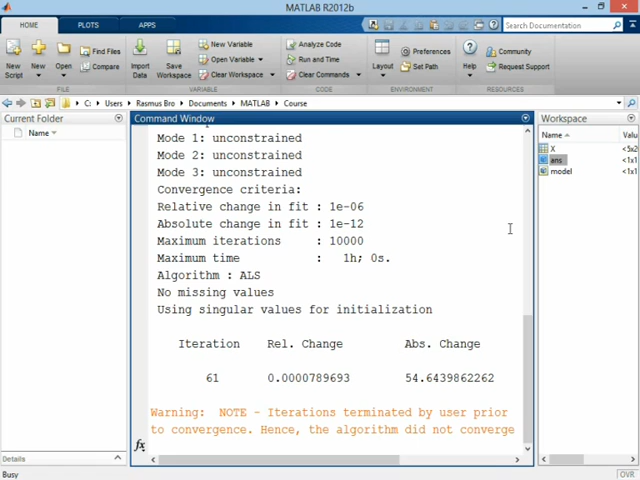 MATLAB R2012b
HOME PLOTS APPS
Search Documentation
New Script
New
Open
Find Files
Compare
Import Data
Save Workspace
New Variable
Open Variable
Clear Workspace
Analyze Code
Run and Time
Clear Commands
Layout
Preferences
Set Path
Help
Community
Request Support
FILE VARIABLE CODE ENVIRONMENT RESOURCES
C: Users Rasmus Bro Documents MATLAB Course
Current Folder
Name
Command Window
Mode 1: unconstrained
Mode 2: unconstrained
Mode 3: unconstrained
Convergence criteria:
Relative change in fit : 1e-06
Absolute change in fit : 1e-12
Maximum iterations : 10000
Maximum time : 1h; 0s.
Algorithm : ALS
No missing values
Using singular values for initialization
Iteration Rel. Change Abs. Change
61 0.0000789693 54.6439862262
Warning: NOTE - Iterations terminated by user prior
to convergence. Hence, the algorithm did not converge
fx
Workspace
Name Min
X <5x2
ans <1x1
model <1x1
Details
Busy
OVR